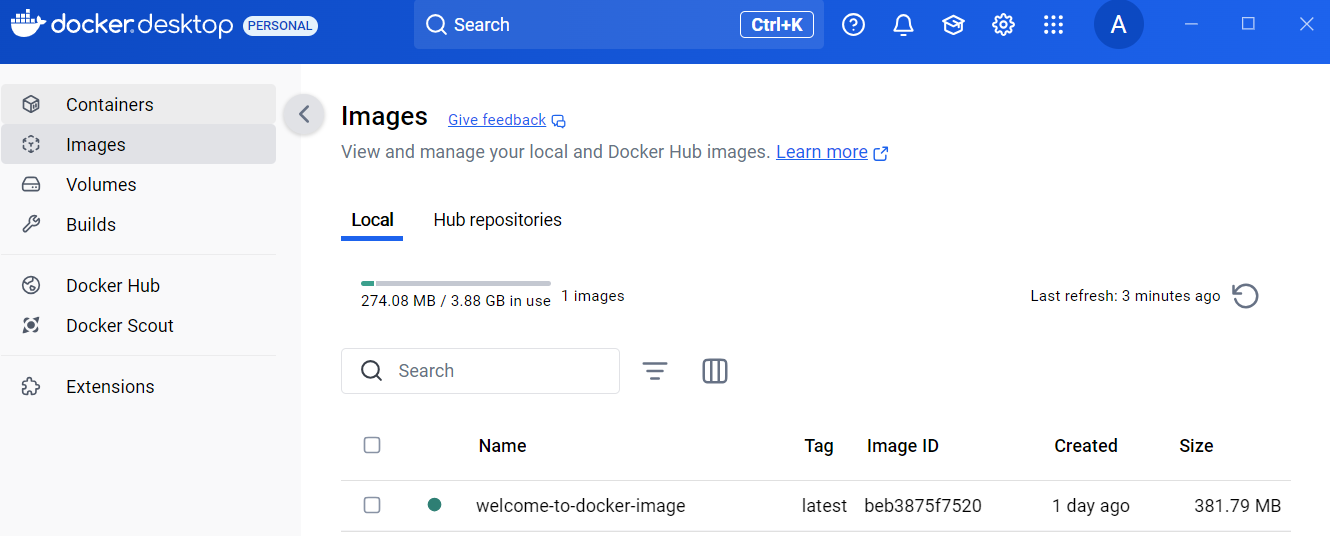 docker.desktop PERSONAL Search Ctrl+K A
Containers
Images
Volumes
Builds
Docker Hub
Docker Scout
Extensions
Images Give feedback
View and manage your local and Docker Hub images. Learn more
Local Hub repositories
274.08 MB / 3.88 GB in use 1 images Last refresh: 3 minutes ago
Search
Name Tag Image ID Created Size
welcome-to-docker-image latest beb3875f7520 1 day ago 381.79 MB